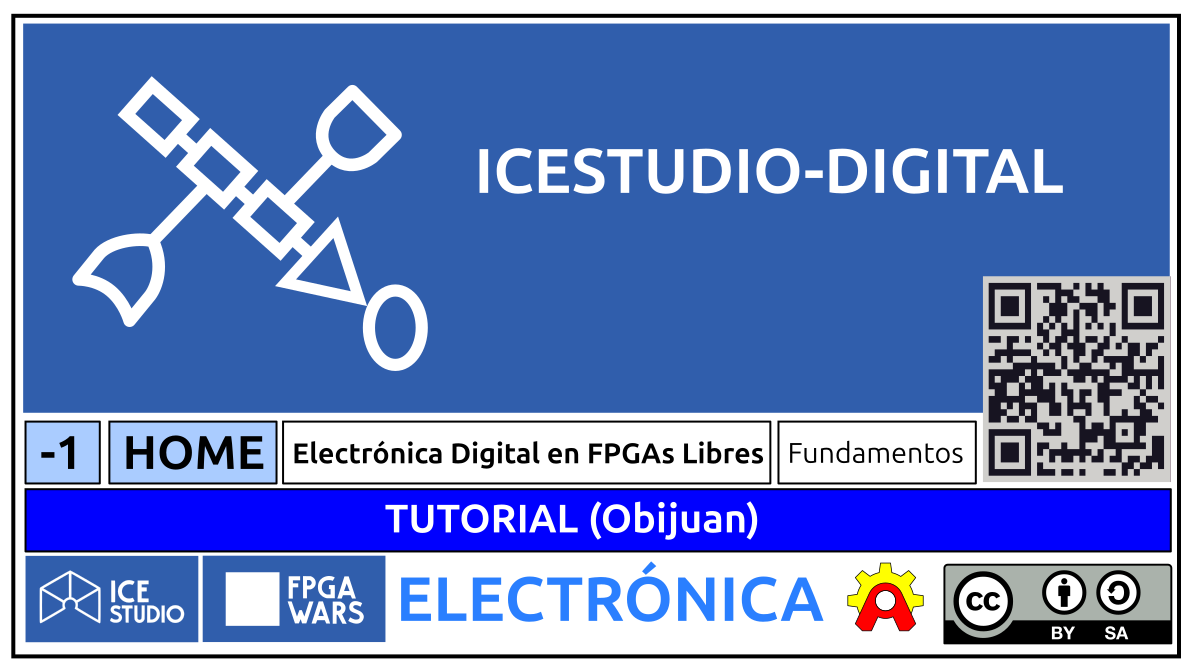 ICESTUDIO-DIGITAL
-1
HOME
Electrónica Digital en FPGAs Libres
Fundamentos
TUTORIAL (Obijuan)
ICE
STUDIO
FPGA
WARS
ELECTRÓNICA
cc
BY SA